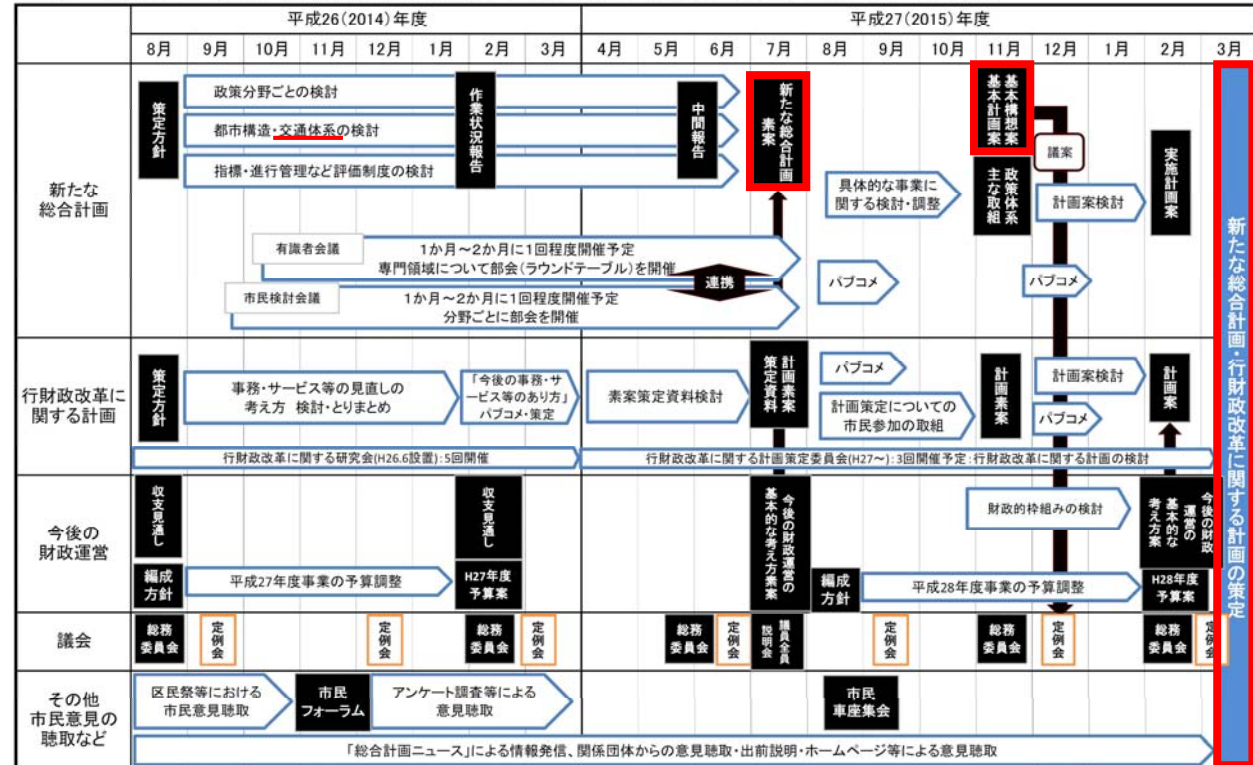 平成26(2014)年度
平成27(2015)年度
8月
9月
10月
11月
12月
1月
2月
3月
4月
5月
6月
7月
8月
9月
10月
11月
12月
1月
2月
3月
新たな
総合計画
策定方針
政策分野ごとの検討
都市構造・交通体系の検討
指標・進行管理など評価制度の検討
作業状況報告
中間報告
新たな総合計画
素案
基本構想案
基本計画案
議案
政策体系
主な取組
実施計画案
具体的な事業に
関する検討・調整
計画案検討
有識者会議
1か月~2か月に1回程度開催予定
専門領域について部会(ラウンドテーブル)を開催
市民検討会議
1か月~2か月に1回程度開催予定
分野ごとに部会を開催
連携
パブコメ
パブコメ
行財政改革に
関する計画
策定方針
事務・サービス等の見直しの
考え方 検討・とりまとめ
「今後の事務・サ
ービス等のあり方」
パブコメ・策定
素案策定資料検討
計画素案
策定資料
パブコメ
計画策定についての
市民参加の取組
計画素案
計画案検討
パブコメ
計画案
行財政改革に関する研究会(H26.6設置):5回開催
行財政改革に関する計画策定委員会(H27~):3回開催予定:行財政改革に関する計画の検討
今後の
財政運営
収支見通し
収支見通し
今後の財政運営の
基本的な考え方素案
財政的枠組みの検討
今後の財政
運営の
基本的な
考え方案
編成
方針
平成27年度事業の予算調整
H27年度
予算案
編成
方針
平成28年度事業の予算調整
H28年度
予算案
議会
総務
委員会
定例会
定例会
総務
委員会
定例会
総務
委員会
定例会
議員全員
説明会
定例会
総務
委員会
定例会
総務
委員会
定例会
その他
市民意見の
聴取など
区民祭等における
市民意見聴取
市民
フォーラム
アンケート調査等による
意見聴取
市民
車座集会
「総合計画ニュース」による情報発信、関係団体からの意見聴取・出前説明・ホームページ等による意見聴取
新たな総合計画・行財政改革に関する計画の策定